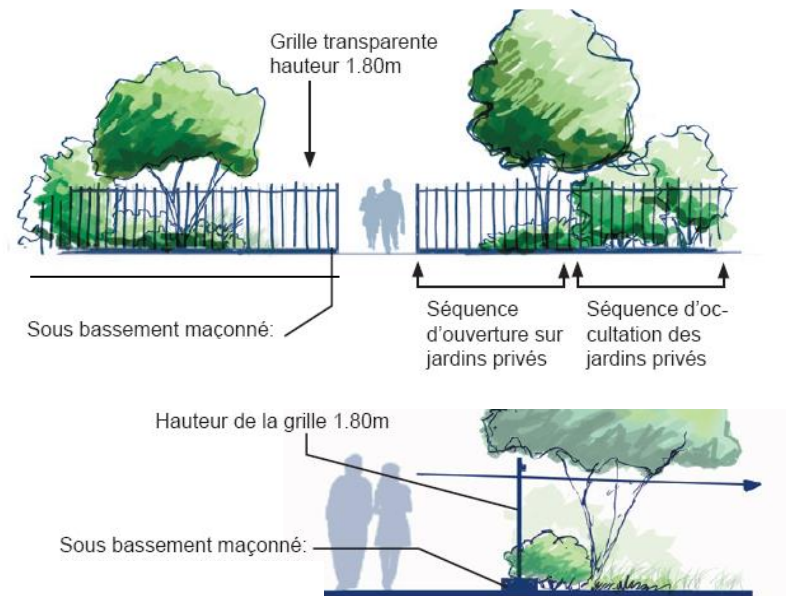 Grille transparente
hauteur 1.80m
Sous bassement maçonné:
Séquence
d'ouverture sur
jardins privés
Séquence d'oc-
cultation des
jardins privés
Hauteur de la grille 1.80m
Sous bassement maçonné: